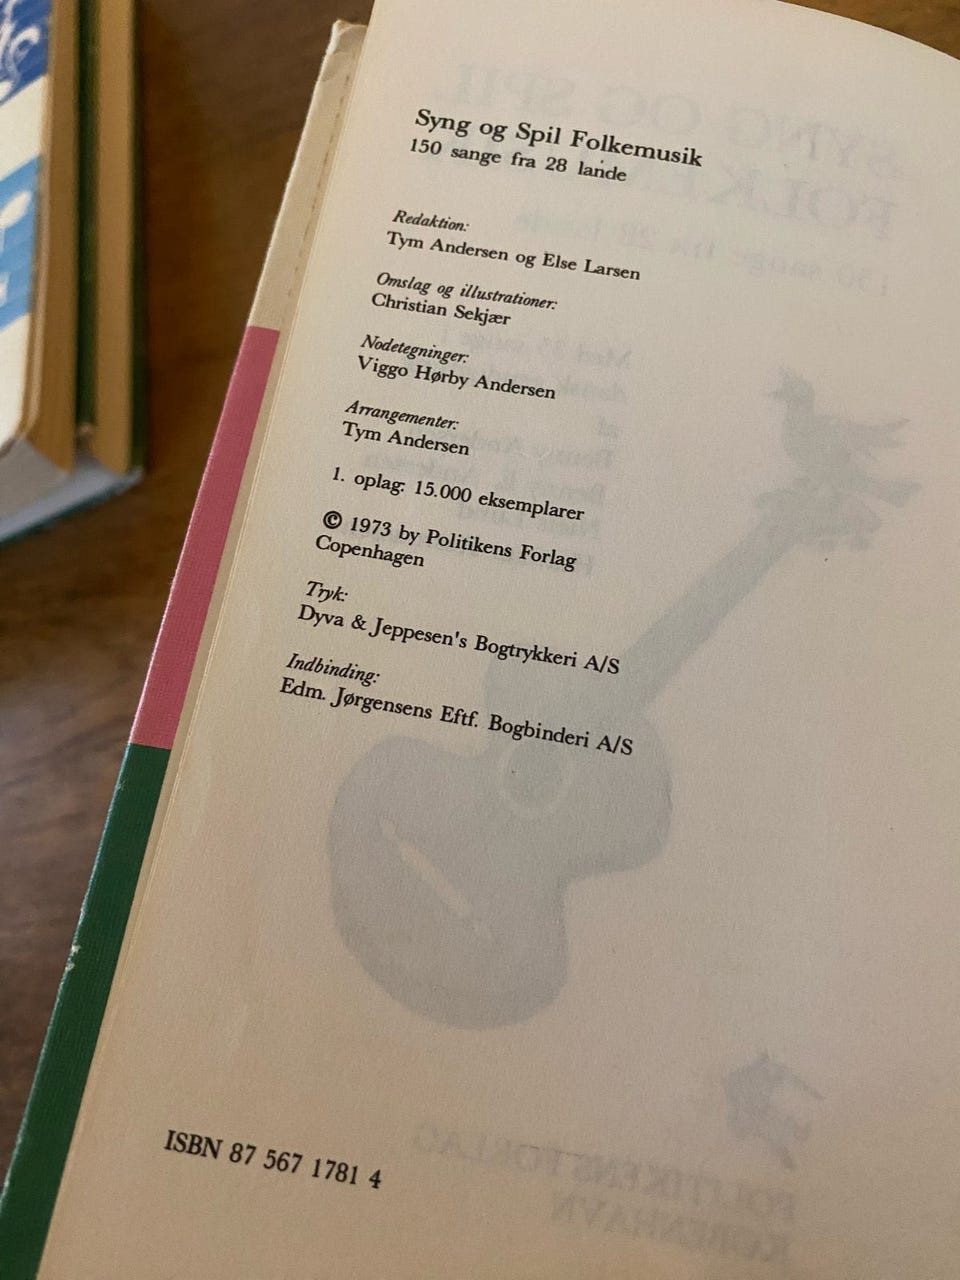 Syng og Spil Folkemusik
150 sange fra 28 lande
Redaktion:
Tym Andersen og Else Larsen
Omslag og illustrationer:
Christian Sekjær
Nodetegninger:
Viggo Hørby Andersen
Arrangementer:
Tym Andersen
1. oplag: 15.000 eksemplarer
© 1973 by Politikens Forlag
Copenhagen
Tryk:
Dyva & Jeppesen's Bogtrykkeri A/S
Indbinding:
Edm. Jørgensens Eftf. Bogbinderi A/S
ISBN 87 567 1781 4